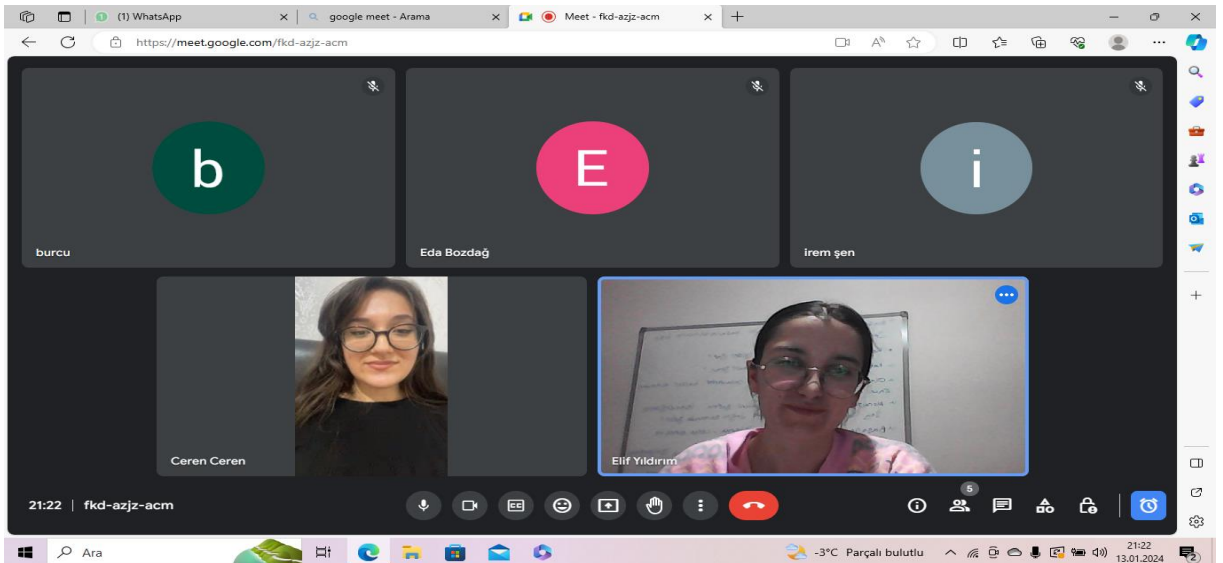 (1) WhatsApp
google meet - Arama
Meet - fkd-azjz-acm
https://meet.google.com/fkd-azjz-acm
b
E
i
burcu
Eda Bozdağ
irem şen
Ceren Ceren
Elif Yıldırım
21:22 | fkd-azjz-acm
CC
5
Ara
-3°C Parçalı bulutlu
21:22
13.01.2024
2